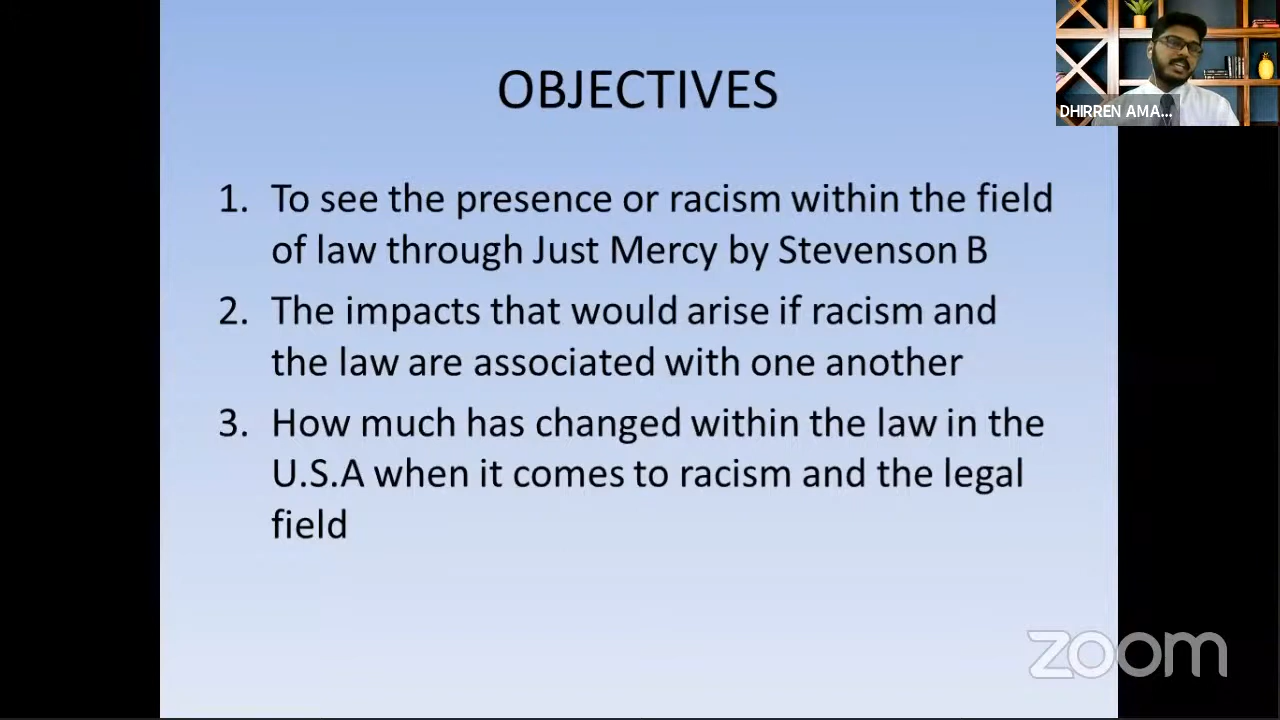 OBJECTIVES
DHIRREN AMA...
1. To see the presence or racism within the field
of law through Just Mercy by Stevenson B
2. The impacts that would arise if racism and
the law are associated with one another
3. How much has changed within the law in the
U.S.A when it comes to racism and the legal
field
zoom